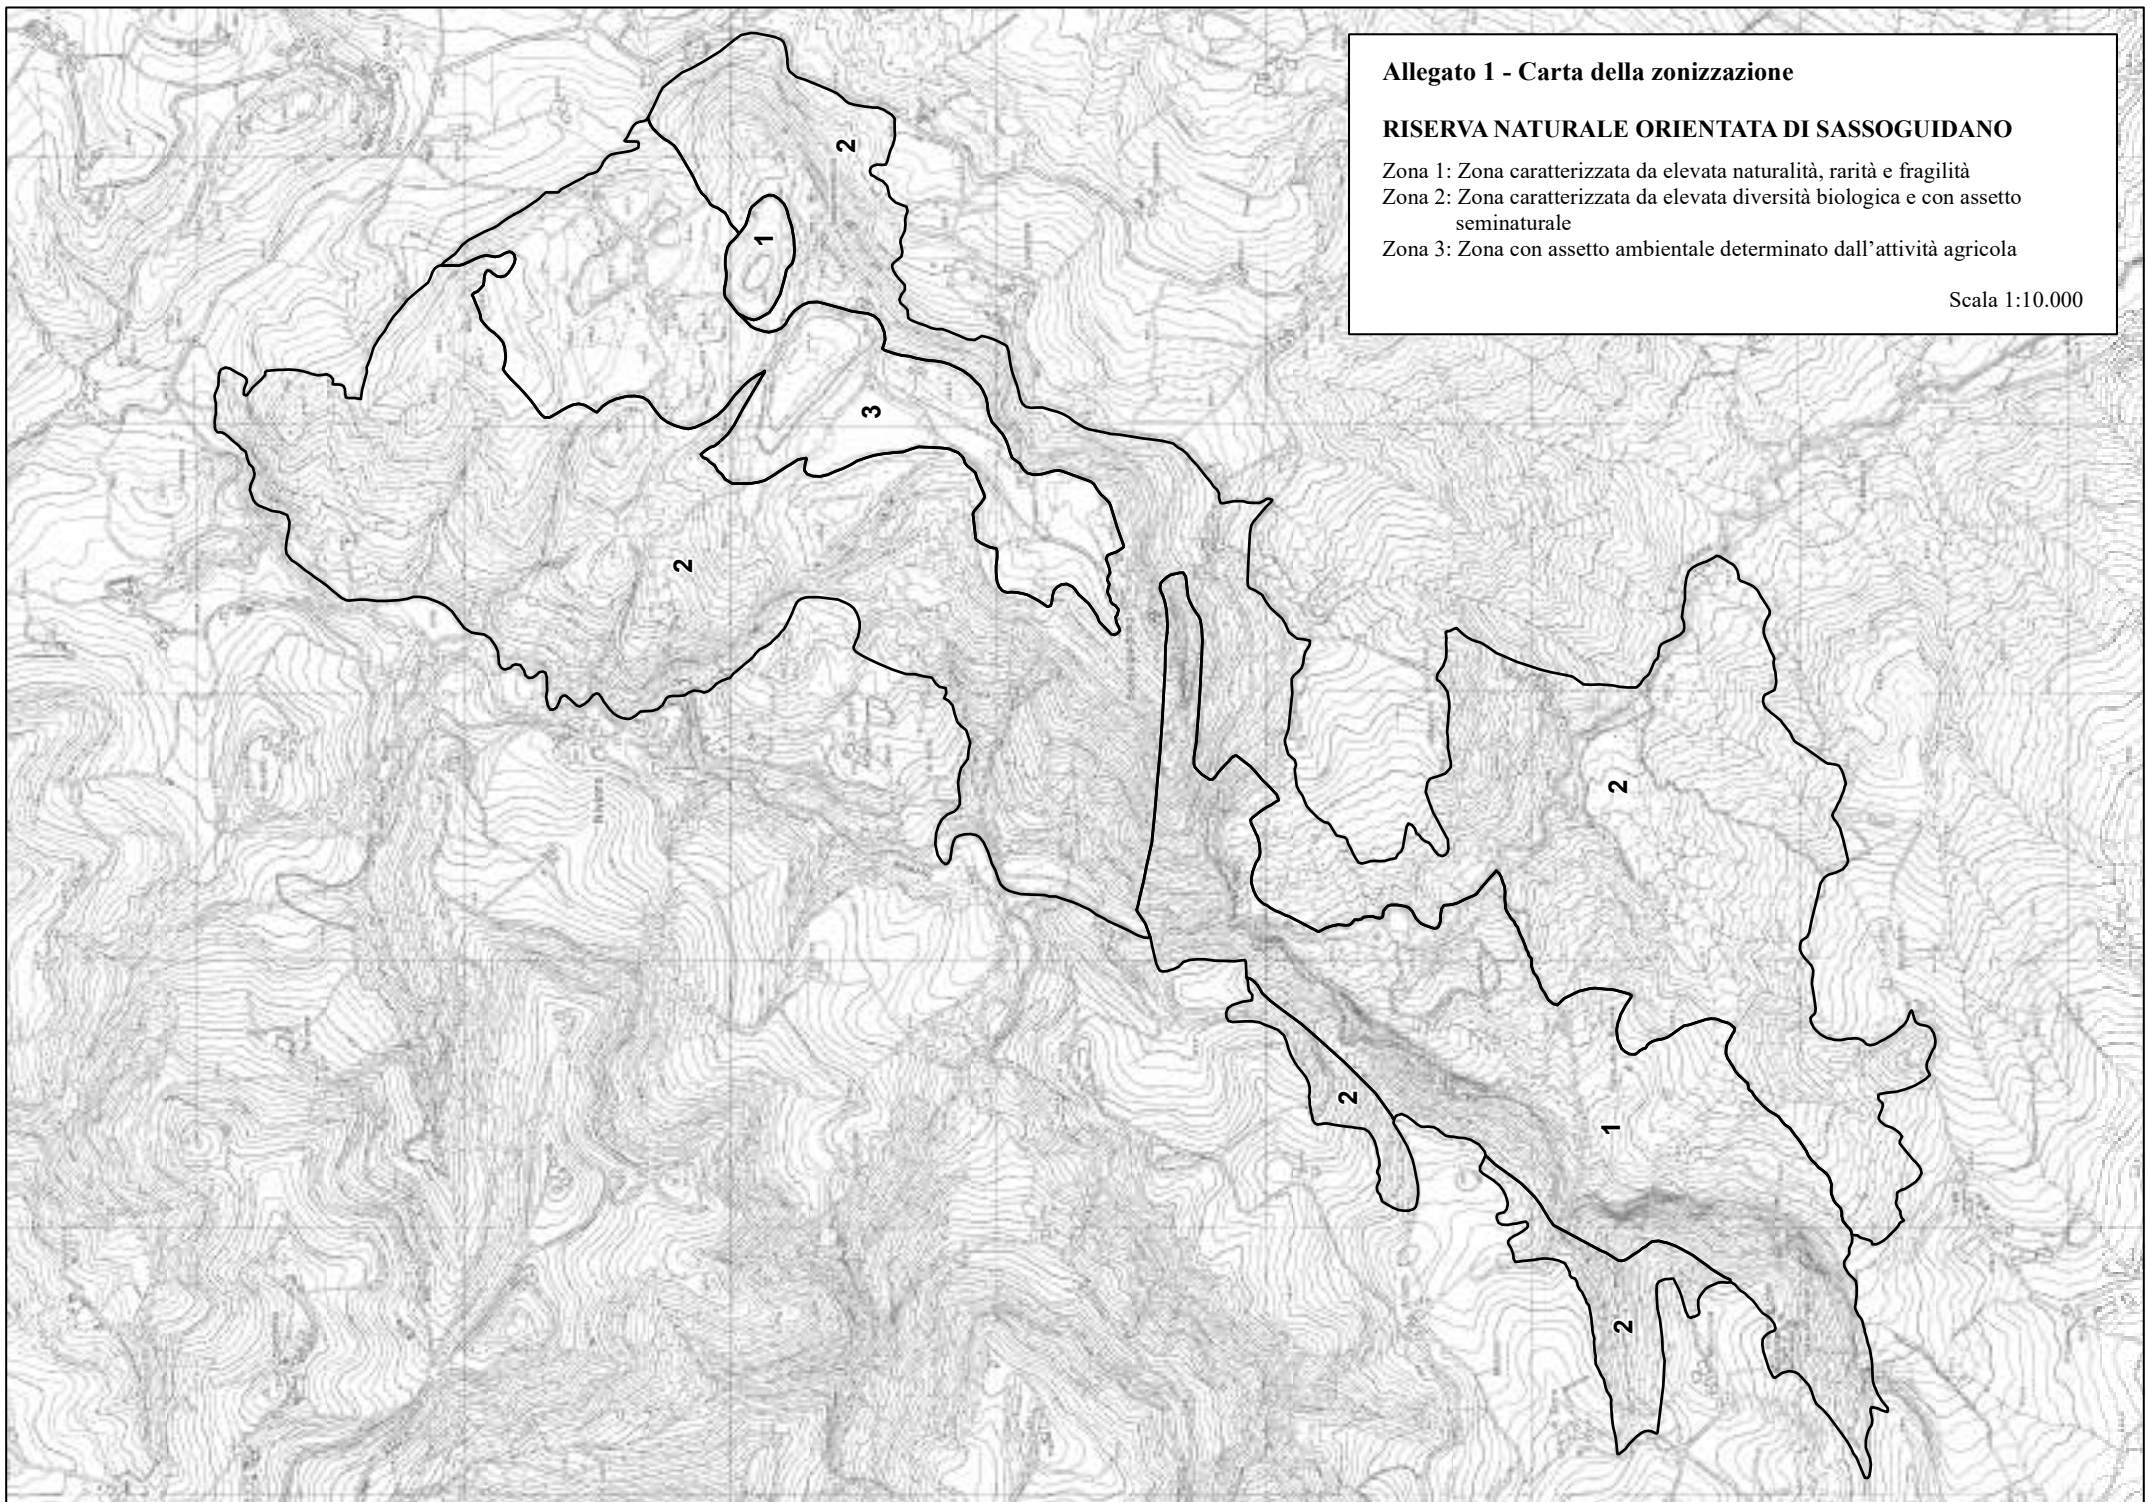 Allegato 1 - Carta della zonizzazione
RISERVA NATURALE ORIENTATA DI SASSOGUIDANO
Zona 1: Zona caratterizzata da elevata naturalità, rarità e fragilità
Zona 2: Zona caratterizzata da elevata diversità biologica e con assetto
seminaturale
Zona 3: Zona con assetto ambientale determinato dall'attività agricola
Scala 1:10.000
2
1
3
2
2
2
1
2